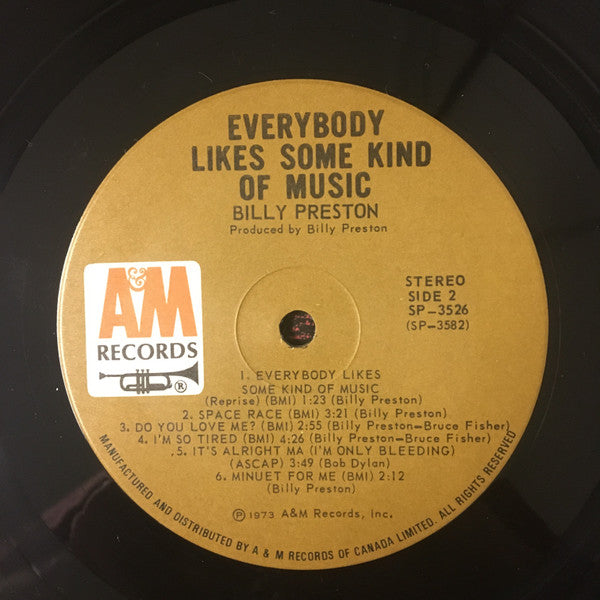 EVERYBODY
LIKES SOME KIND
OF MUSIC
BILLY PRESTON
Produced by Billy Preston
A&M
RECORDS
®
STEREO
SIDE 2
SP-3526
(SP-3582)
1. EVERYBODY LIKES
SOME KIND OF MUSIC
(Reprise) (BMI) 1:23 (Billy Preston)
2. SPACE RACE (BMI) 3:21 (Billy Preston)
3. DO YOU LOVE ME? (BMI) 2:55 (Billy Preston-Bruce Fisher)
4. I'M SO TIRED (BMI) 4:26 (Billy Preston-Bruce Fisher)
.5. IT'S ALRIGHT MA (I'M ONLY BLEEDING)
(ASCAP) 3:49 (Bob Dylan)
6. MINUET FOR ME (BMI) 2:12
(Billy Preston)
℗ 1973 A&M Records, Inc.
MANUFACTURED AND DISTRIBUTED BY A & M RECORDS OF CANADA LIMITED. ALL RIGHTS RESERVED